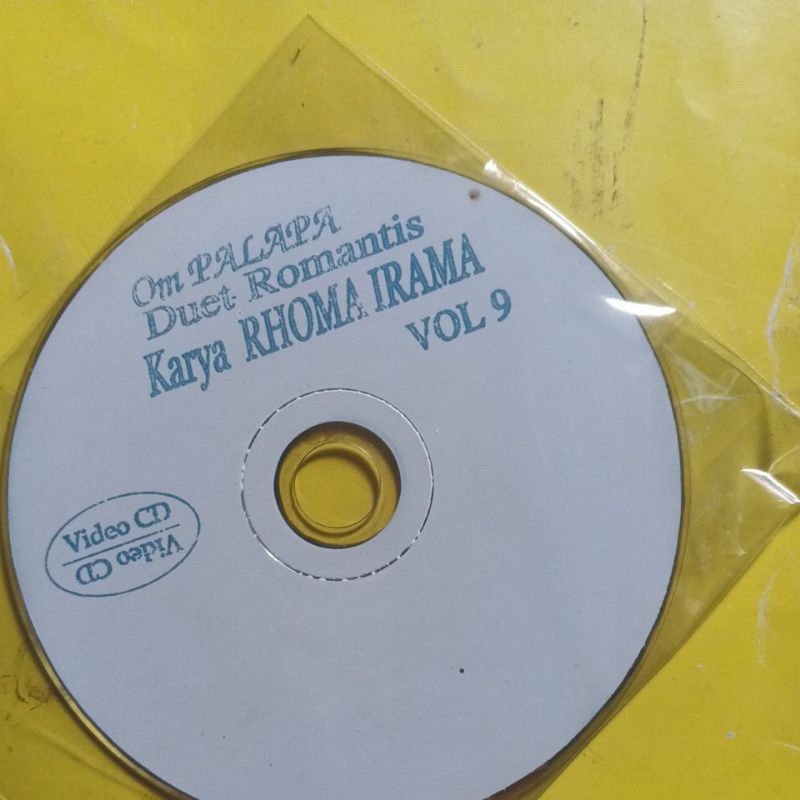 Om PALAPA
Duet Romantis
Karya RHOMA IRAMA
VOL 9
Video CD
Video CD